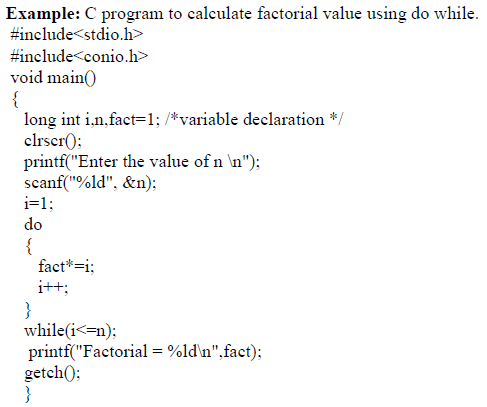 Example: C program to calculate factorial value using do while.
#include<stdio.h>
#include<conio.h>
void main()
{
long int i,n,fact=1; /*variable declaration */
clrscr();
printf("Enter the value of n \n");
scanf("%ld", &n);
i=1;
do
{
fact*=i;
i++;
}
while(i<=n);
printf("Factorial = %ld\n",fact);
getch();
}